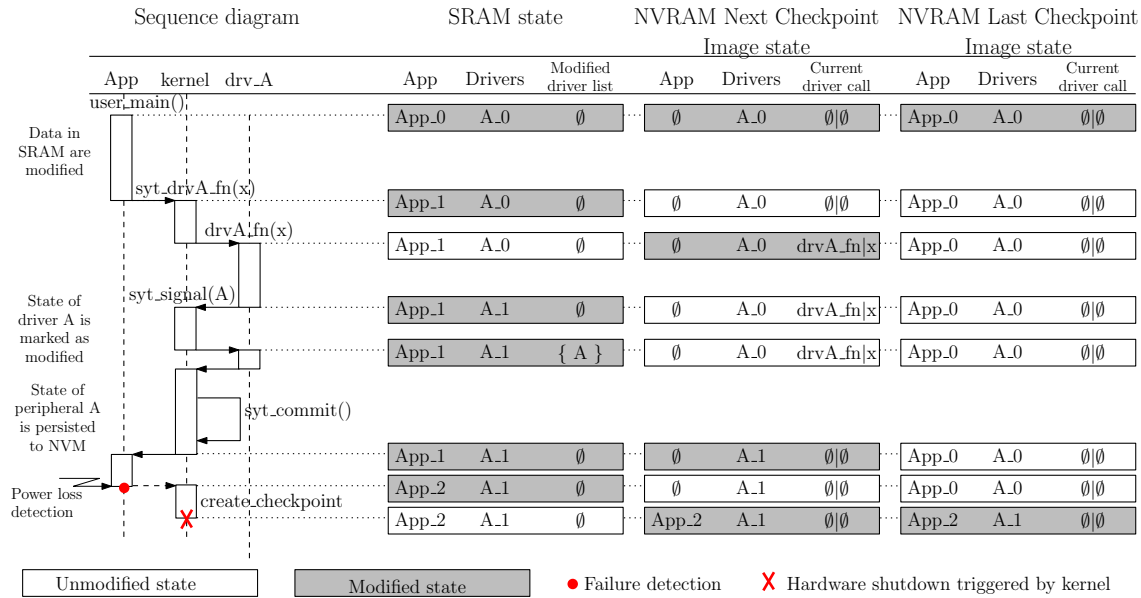 Sequence diagram SRAM state NVRAM Next Checkpoint NVRAM Last Checkpoint
Image state Image state
App kernel drv_A App Drivers Modified driver list App Drivers Current driver call App Drivers Current driver call
user_main()
App_0 A_0 ∅ ∅ A_0 ∅|∅ App_0 A_0 ∅|∅
Data in
SRAM are
modified
syt_drvA_fn(x)
App_1 A_0 ∅ ∅ A_0 ∅|∅ App_0 A_0 ∅|∅
drvA_fn(x)
App_1 A_0 ∅ ∅ A_0 drvA_fn|x App_0 A_0 ∅|∅
syt_signal(A)
State of
driver A is
marked as
modified
App_1 A_1 ∅ ∅ A_0 drvA_fn|x App_0 A_0 ∅|∅
App_1 A_1 { A } ∅ A_0 drvA_fn|x App_0 A_0 ∅|∅
State of
peripheral A
is persisted
to NVM
syt_commit()
App_1 A_1 ∅ ∅ A_1 ∅|∅ App_0 A_0 ∅|∅
Power loss
detection
App_2 A_1 ∅ ∅ A_1 ∅|∅ App_0 A_0 ∅|∅
create_checkpoint
App_2 A_1 ∅ App_2 A_1 ∅|∅ App_2 A_1 ∅|∅
Unmodified state Modified state Failure detection Hardware shutdown triggered by kernel